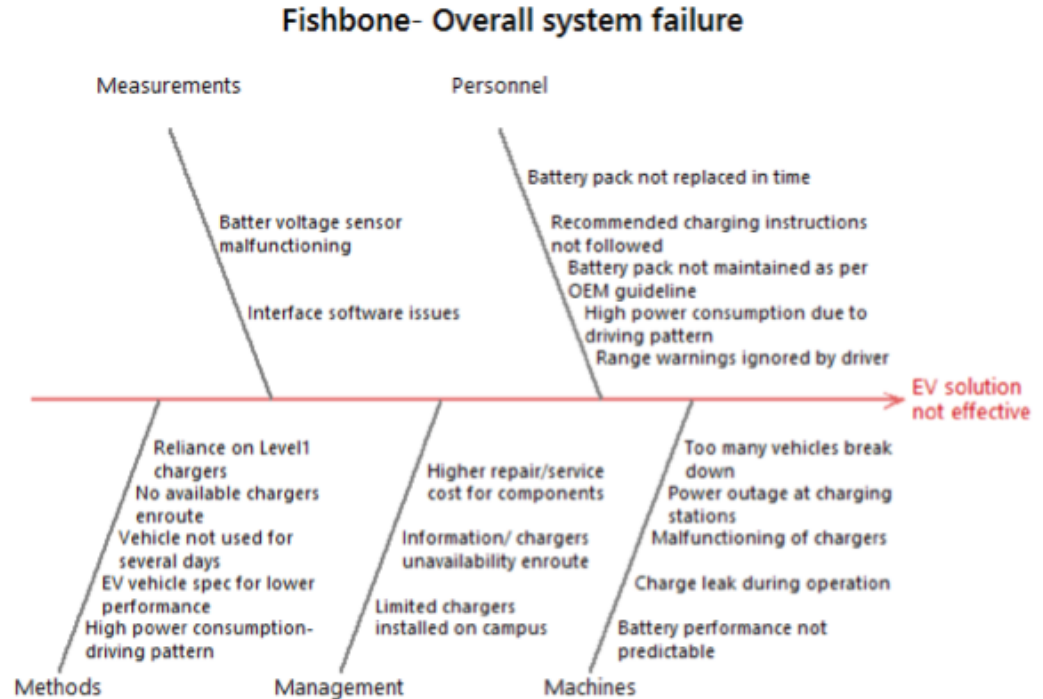 Fishbone- Overall system failure
Measurements
Personnel
Battery pack not replaced in time
Batter voltage sensor
malfunctioning
Recommended charging instructions
not followed
Battery pack not maintained as per
OEM guideline
Interface software issues
High power consumption due to
driving pattern
Range warnings ignored by driver
EV solution
not effective
Reliance on Level1
chargers
No available chargers
enroute
Vehicle not used for
several days
EV vehicle spec for lower
performance
High power consumption-
driving pattern
Higher repair/service
cost for components
Information/ chargers
unavailability enroute
Limited chargers
installed on campus
Too many vehicles break
down
Power outage at charging
stations
Malfunctioning of chargers
Charge leak during operation
Battery performance not
predictable
Methods
Management
Machines